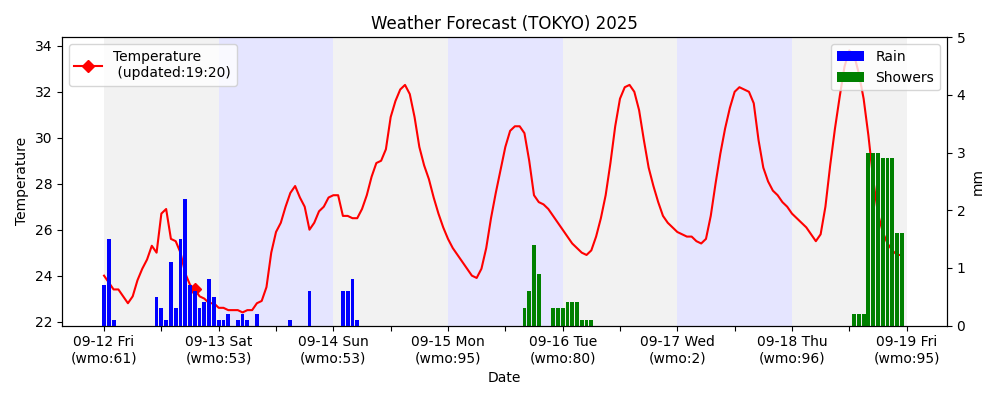 Weather Forecast (TOKYO) 2025
Temperature
(updated:19:20)
Rain
Showers
34
32
30
28
26
24
22
Temperature
5
4
3
2
1
0
mm
09-12 Fri
(wmo:61)
09-13 Sat
(wmo:53)
09-14 Sun
(wmo:53)
09-15 Mon
(wmo:95)
09-16 Tue
(wmo:80)
09-17 Wed
(wmo:2)
09-18 Thu
(wmo:96)
09-19 Fri
(wmo:95)
Date